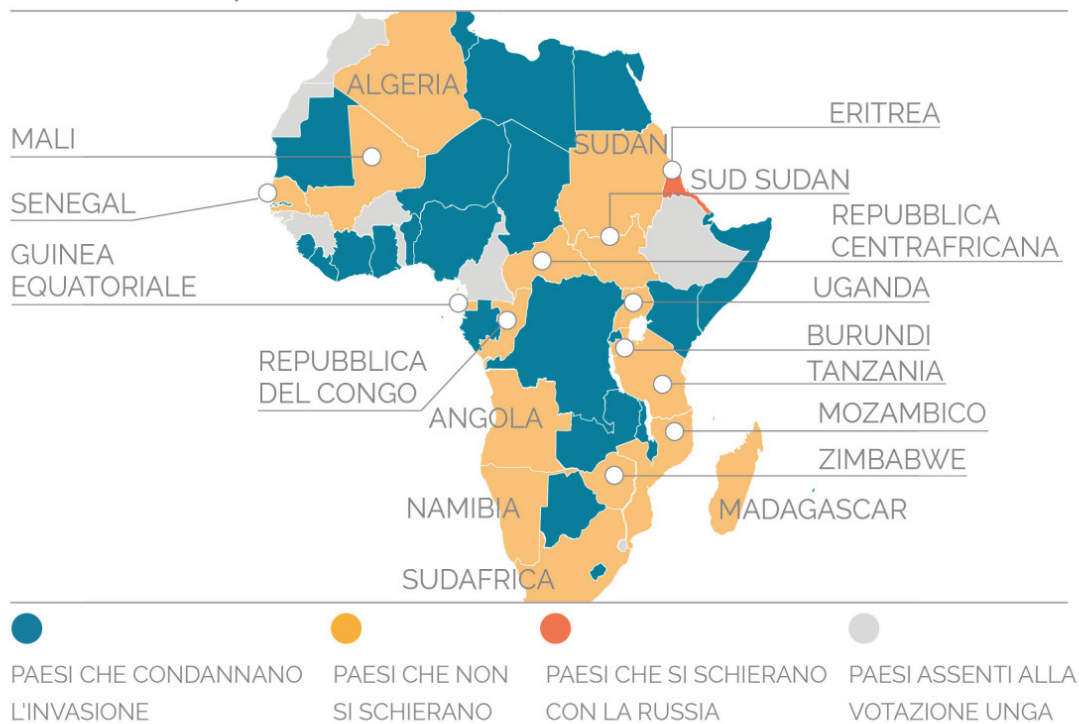 ALGERIA
MALI
ERITREA
SUDAN
SUD SUDAN
SENEGAL
REPUBBLICA
CENTRAFRICANA
GUINEA
EQUATORIALE
UGANDA
BURUNDI
REPUBBLICA
DEL CONGO
TANZANIA
ANGOLA
MOZAMBICO
ZIMBABWE
NAMIBIA
MADAGASCAR
SUDAFRICA
PAESI CHE CONDANNANO
L'INVASIONE
PAESI CHE NON
SI SCHIERANO
PAESI CHE SI SCHIERANO
CON LA RUSSIA
PAESI ASSENTI ALLA
VOTAZIONE UNGA